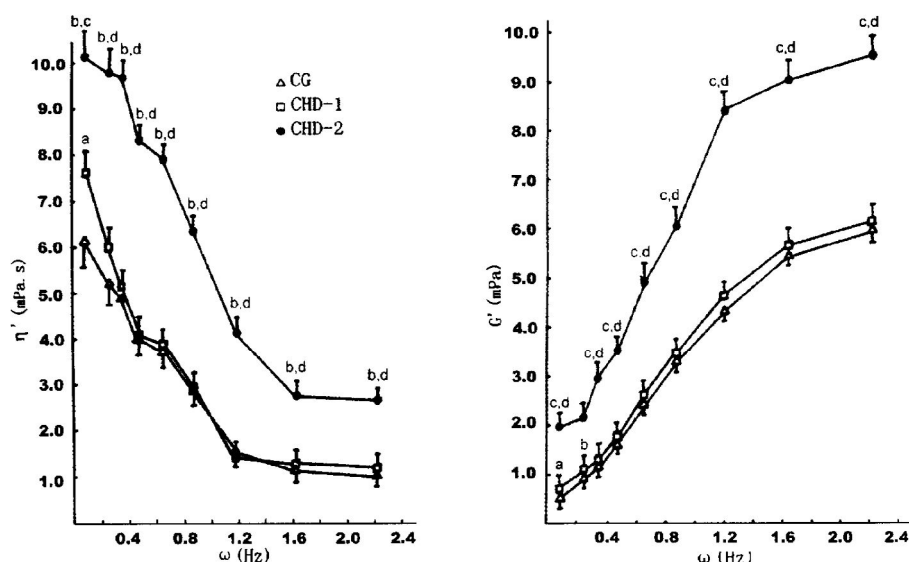 b,c
b,d
b,d
b,d
b,d
b,d
b,d
b,d
b,d
a
10.0
9.0
8.0
7.0
6.0
5.0
4.0
3.0
2.0
1.0
η' (mPa.s)
CG
CHD-1
CHD-2
0.4 0.8 1.2 1.6 2.0 2.4
ω (Hz)
c,d
c,d
c,d
c,d
c,d
c,d
c,d
c,d
a
b
10.0
9.0
8.0
7.0
6.0
5.0
4.0
3.0
2.0
1.0
G' (mPa)
0.4 0.8 1.2 1.6 2.0 2.4
ω (Hz)